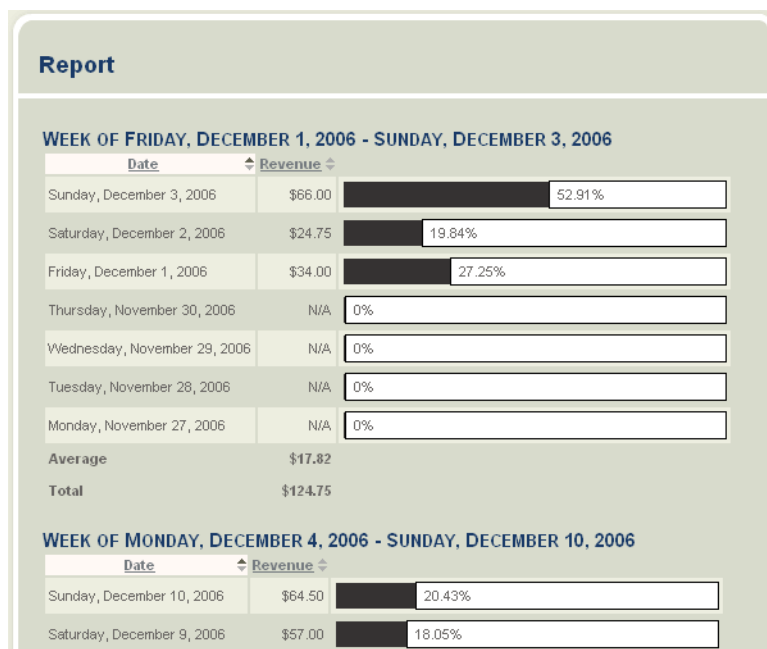 Report
WEEK OF FRIDAY, DECEMBER 1, 2006 - SUNDAY, DECEMBER 3, 2006
Date Revenue
Sunday, December 3, 2006 $66.00 52.91%
Saturday, December 2, 2006 $24.75 19.84%
Friday, December 1, 2006 $34.00 27.25%
Thursday, November 30, 2006 N/A 0%
Wednesday, November 29, 2006 N/A 0%
Tuesday, November 28, 2006 N/A 0%
Monday, November 27, 2006 N/A 0%
Average $17.82
Total $124.75
WEEK OF MONDAY, DECEMBER 4, 2006 - SUNDAY, DECEMBER 10, 2006
Date Revenue
Sunday, December 10, 2006 $64.50 20.43%
Saturday, December 9, 2006 $57.00 18.05%